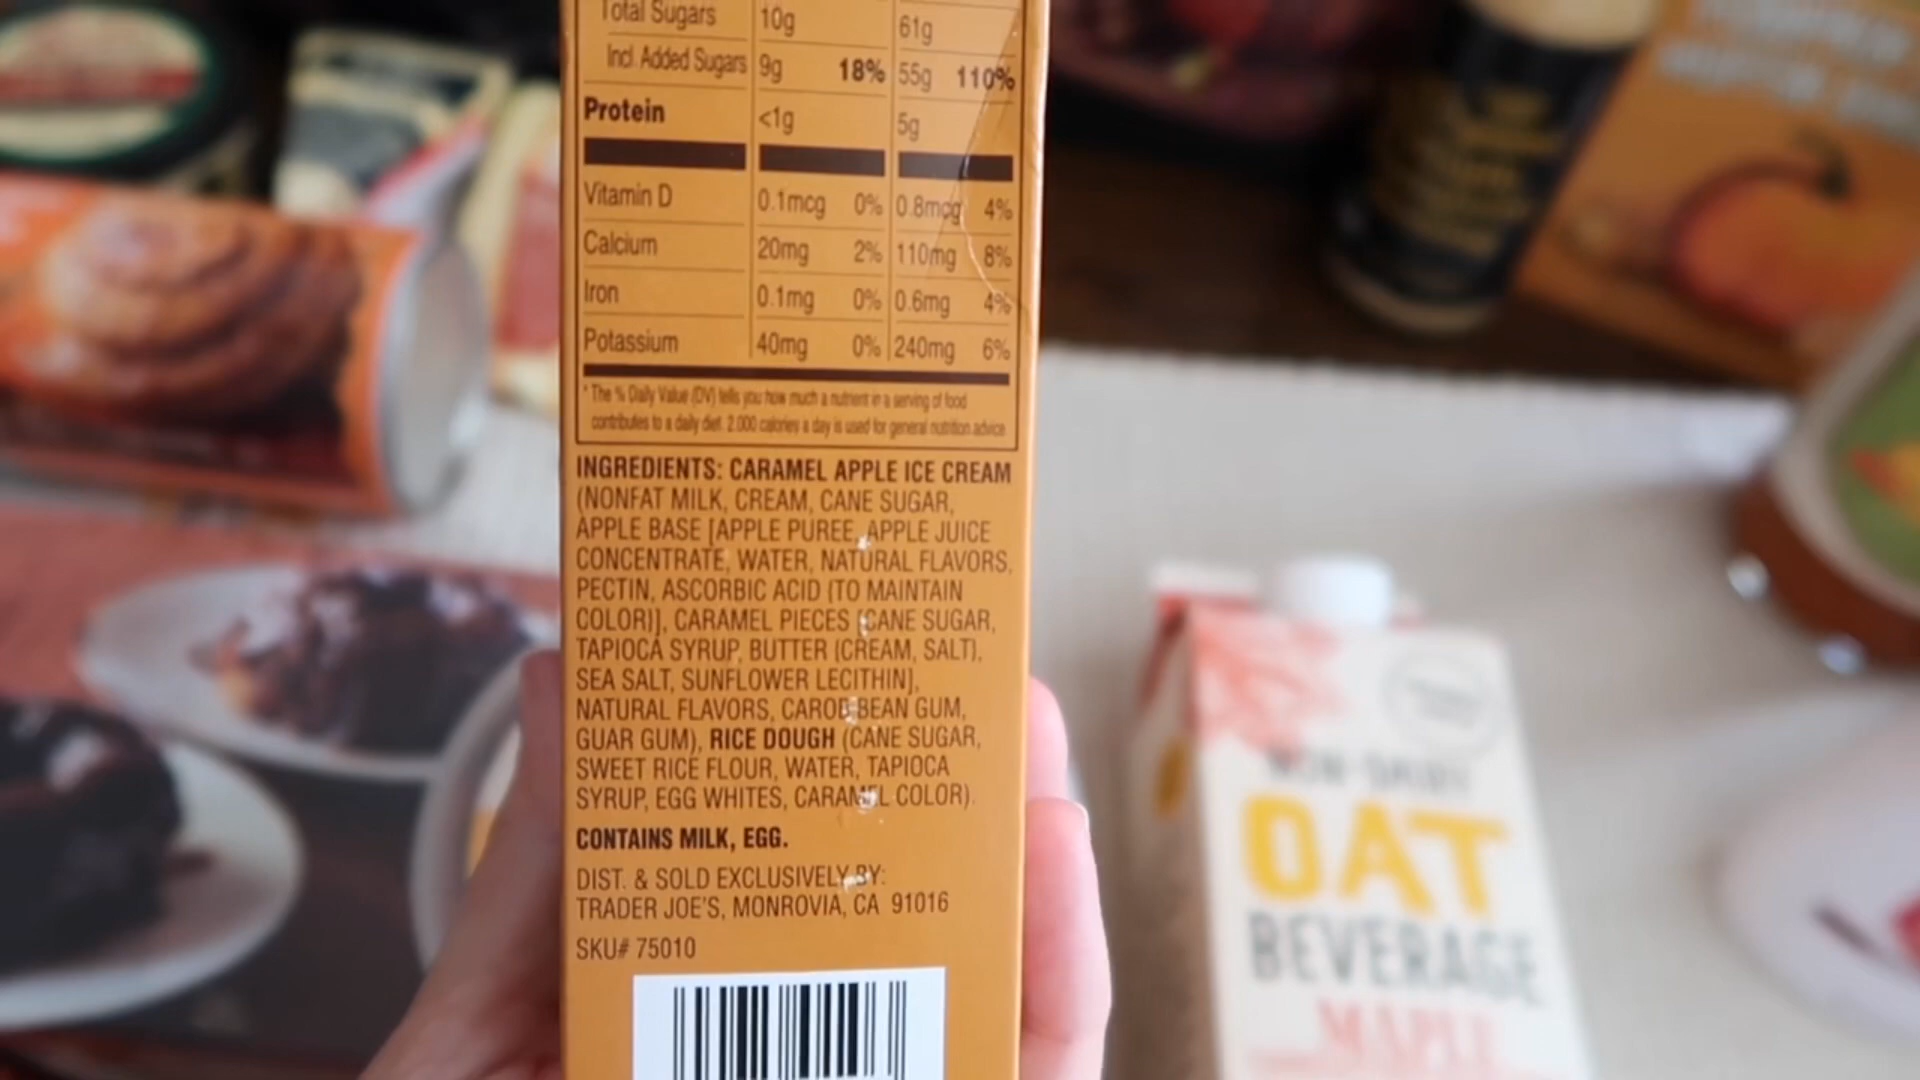 Total Sugars 10g 61g
Incl. Added Sugars 9g 18% 55g 110%
Protein <1g 5g
Vitamin D 0.1mcg 0% 0.8mcg 4%
Calcium 20mg 2% 110mg 8%
Iron 0.1mg 0% 0.6mg 4%
Potassium 40mg 0% 240mg 6%
* The % Daily Value (DV) tells you how much a nutrient in a serving of food
contributes to a daily diet. 2,000 calories a day is used for general nutrition advice.
INGREDIENTS: CARAMEL APPLE ICE CREAM
(NONFAT MILK, CREAM, CANE SUGAR,
APPLE BASE [APPLE PUREE, APPLE JUICE
CONCENTRATE, WATER, NATURAL FLAVORS,
PECTIN, ASCORBIC ACID (TO MAINTAIN
COLOR)], CARAMEL PIECES [CANE SUGAR,
TAPIOCA SYRUP, BUTTER (CREAM, SALT),
SEA SALT, SUNFLOWER LECITHIN],
NATURAL FLAVORS, CAROB BEAN GUM,
GUAR GUM), RICE DOUGH (CANE SUGAR,
SWEET RICE FLOUR, WATER, TAPIOCA
SYRUP, EGG WHITES, CARAMEL COLOR).
CONTAINS MILK, EGG.
DIST. & SOLD EXCLUSIVELY BY:
TRADER JOE'S, MONROVIA, CA 91016
SKU# 75010
NON-DAIRY
OAT
BEVERAGE
MAPLE